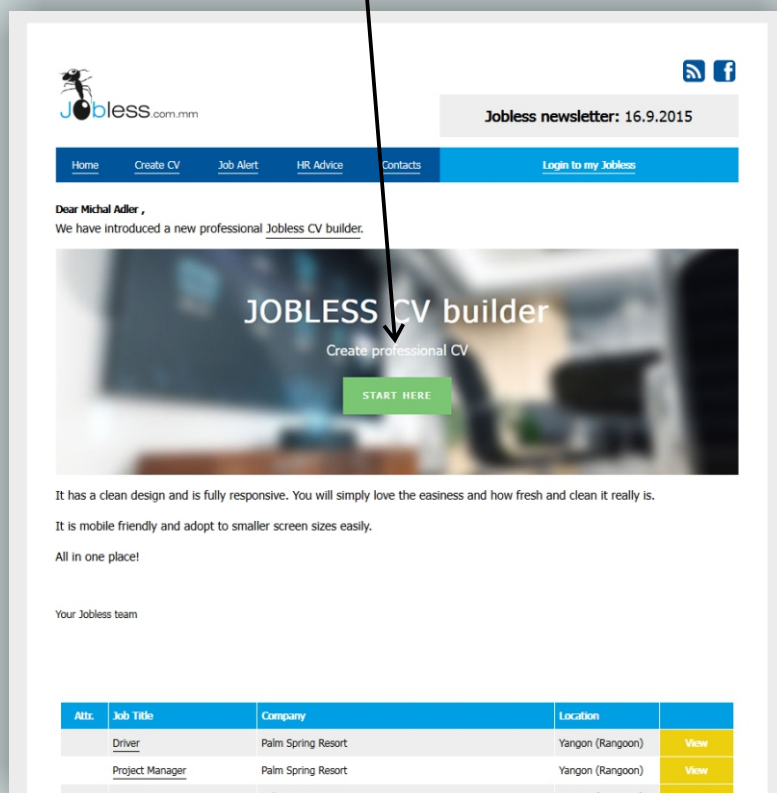 Jobless.com.mm
Jobless newsletter: 16.9.2015
Home Create CV Job Alert HR Advice Contacts Login to my Jobless
Dear Michal Adler ,
We have introduced a new professional Jobless CV builder.
JOBLESS CV builder
Create professional CV
START HERE
It has a clean design and is fully responsive. You will simply love the easiness and how fresh and clean it really is.
It is mobile friendly and adopt to smaller screen sizes easily.
All in one place!
Your Jobless team
Attr. Job Title Company Location
Driver Palm Spring Resort Yangon (Rangoon) View
Project Manager Palm Spring Resort Yangon (Rangoon) View